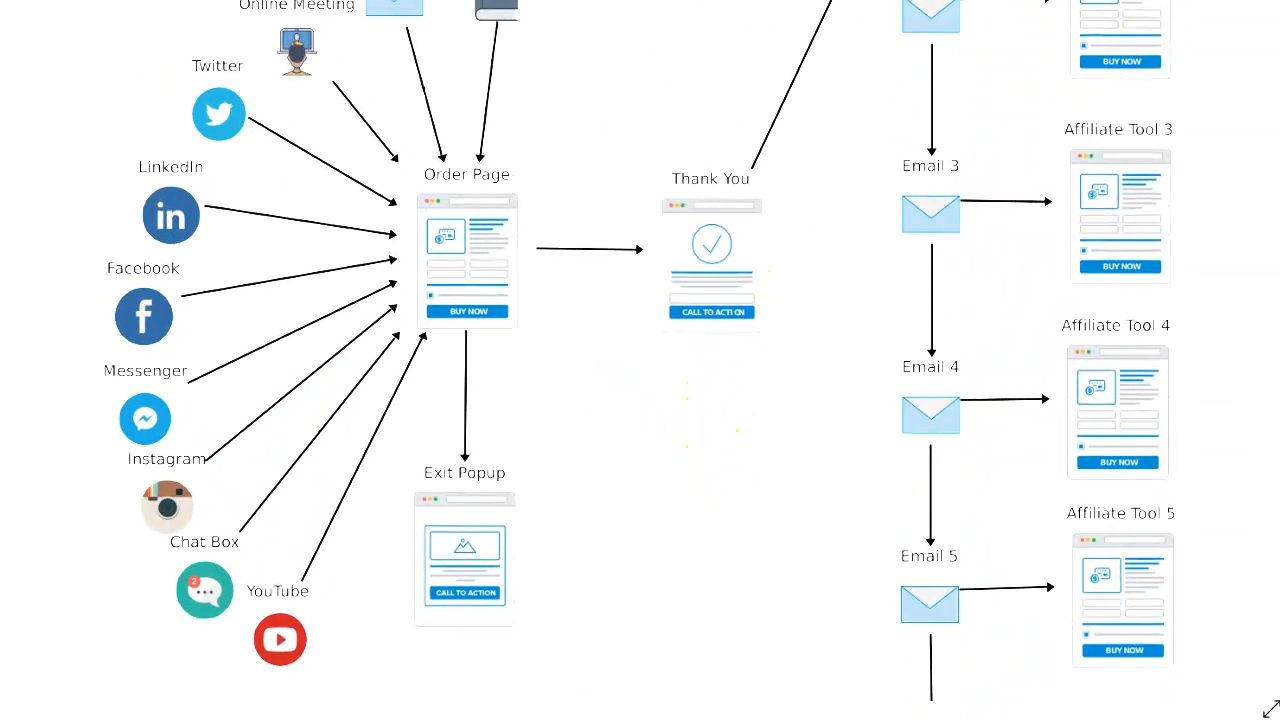 Online Meeting
Twitter
LinkedIn
in
Facebook
f
Messenger
Instagram
Chat Box
2
YouTube
Order Page
BUY NOW
Exit Popup
CALL TO ACTION
Thank You
CALL TO ACTION
Email 3
Email 4
Email 5
BUY NOW
Affiliate Tool 3
BUY NOW
Affiliate Tool 4
BUY NOW
Affiliate Tool 5
BUY NOW